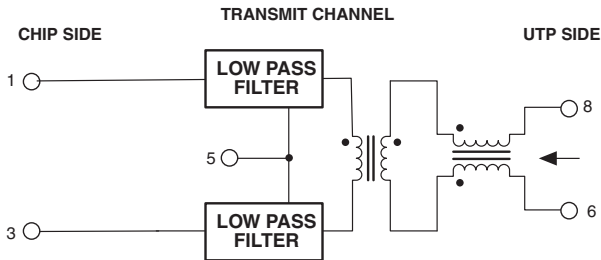 TRANSMIT CHANNEL
CHIP SIDE
UTP SIDE
LOW PASS
FILTER
1
8
5
LOW PASS
FILTER
3
6